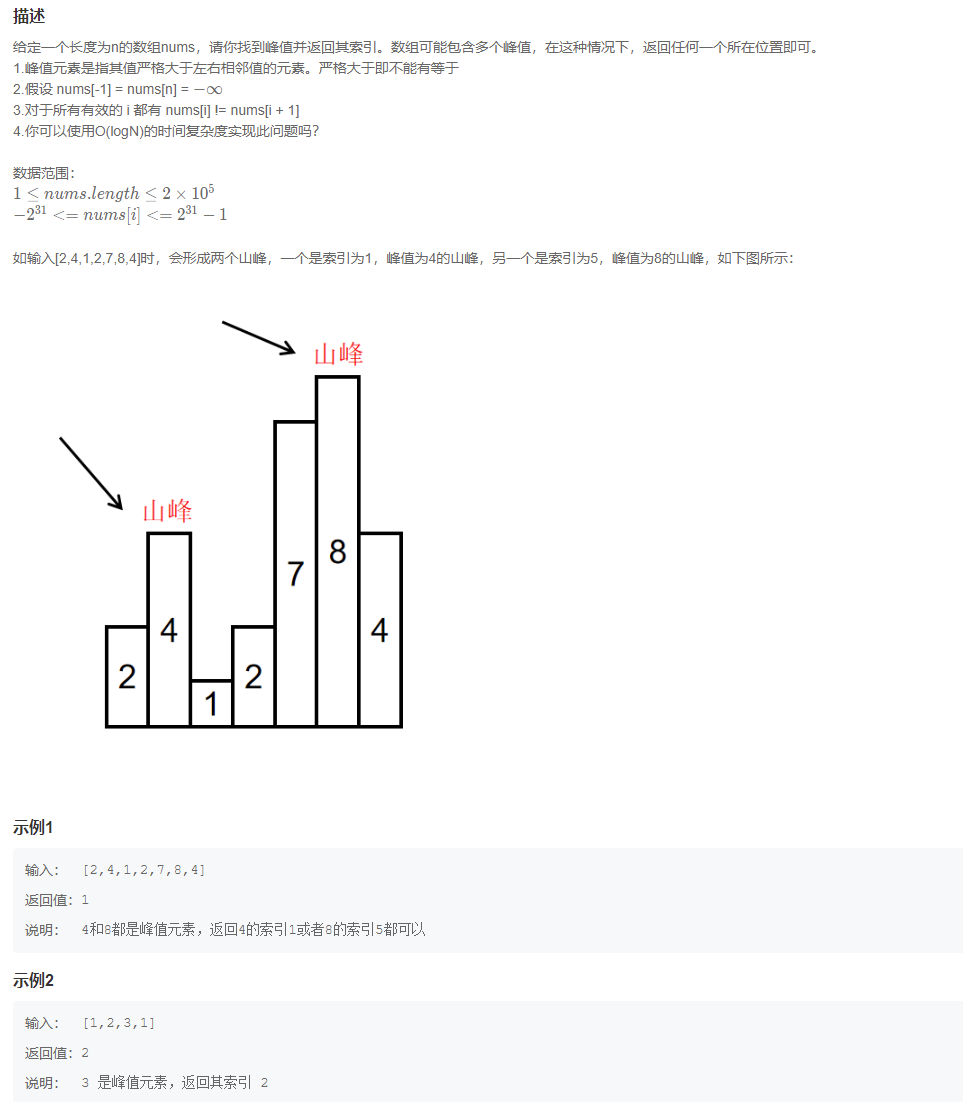 描述
给定一个长度为n的数组nums，请你找到峰值并返回其索引。数组可能包含多个峰值，在这种情况下，返回任何一个所在位置即可。
1.峰值元素是指其值严格大于左右相邻值的元素。严格大于即不能有等于
2.假设 nums[-1] = nums[n] = −∞
3.对于所有有效的 i 都有 nums[i] != nums[i + 1]
4.你可以使用O(logN)的时间复杂度实现此问题吗？
数据范围：
1 ≤ nums.length ≤ 2 × 10⁵
−2³¹ <= nums[i] <= 2³¹ − 1
如输入[2,4,1,2,7,8,4]时，会形成两个山峰，一个是索引为1，峰值为4的山峰，另一个是索引为5，峰值为8的山峰，如下图所示：
山峰
山峰
2
4
1
2
7
8
4
示例1
输入： [2,4,1,2,7,8,4]
返回值：1
说明： 4和8都是峰值元素，返回4的索引1或者8的索引5都可以
示例2
输入： [1,2,3,1]
返回值：2
说明： 3 是峰值元素，返回其索引 2